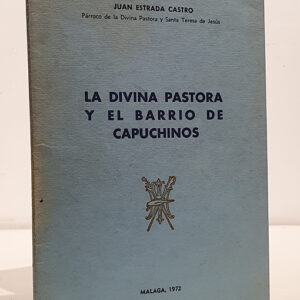 JUAN ESTRADA CASTRO
Párroco de la Divina Pastora y Santa Teresa de Jesús
LA DIVINA PASTORA
Y EL BARRIO DE
CAPUCHINOS
MALAGA, 1972